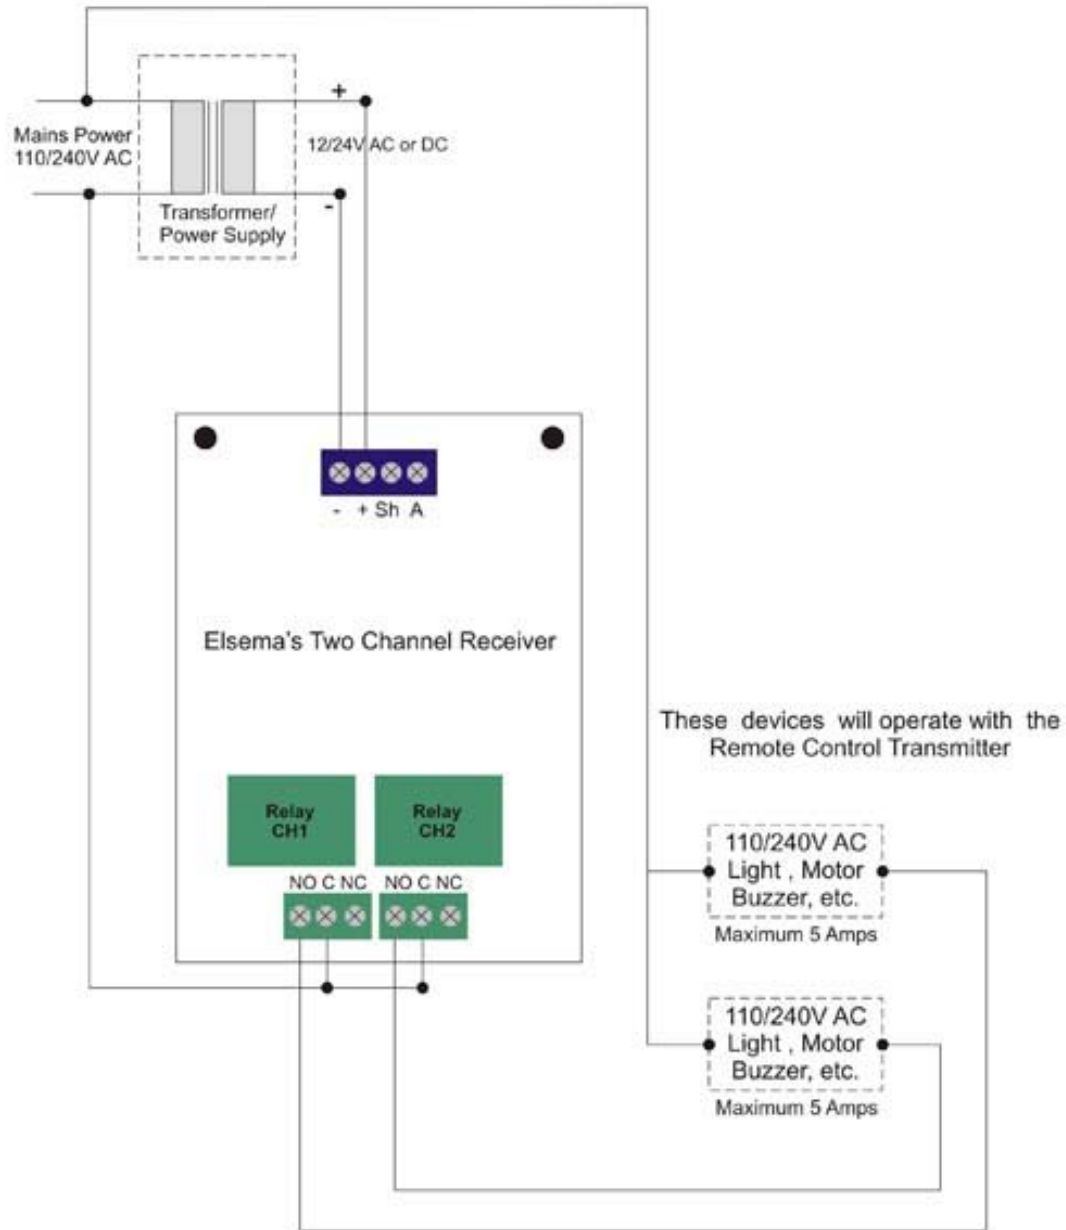 +
Mains Power
110/240V AC
12/24V AC or DC
-
Transformer/
Power Supply
- + Sh A
Elsema's Two Channel Receiver
These devices will operate with the
Remote Control Transmitter
Relay
CH1
Relay
CH2
NO C NC
NO C NC
110/240V AC
Light , Motor
Buzzer, etc.
Maximum 5 Amps
110/240V AC
Light , Motor
Buzzer, etc.
Maximum 5 Amps